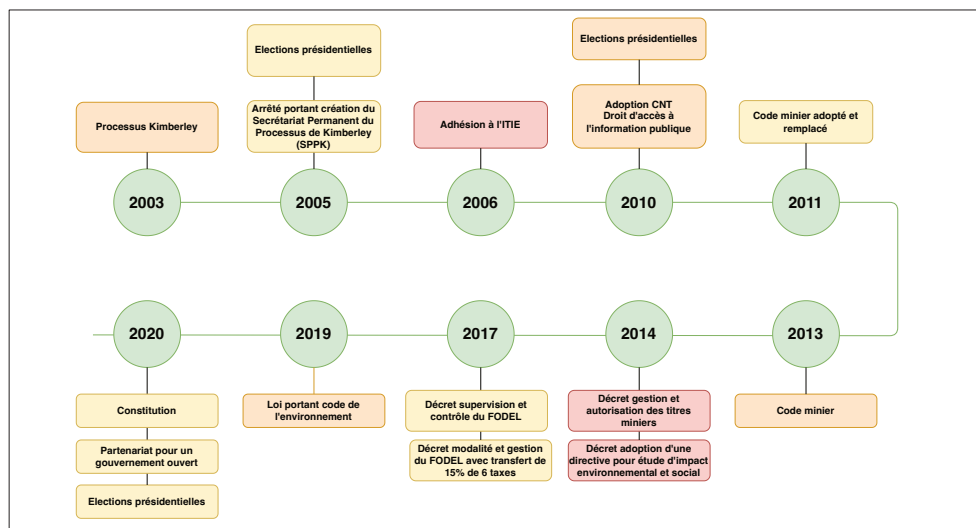 Elections présidentielles
Arrêté portant création du
Secrétariat Permanent du
Processus de Kimberley
(SPPK)
Elections présidentielles
Processus Kimberley
Adhésion à l'ITIE
Adoption CNT
Droit d'accès à
l'information publique
Code minier adopté et
remplacé
2003
2005
2006
2010
2011
2020
2019
2017
2014
2013
Constitution
Partenariat pour un
gouvernement ouvert
Elections présidentielles
Loi portant code de
l'environnement
Décret supervision et
contrôle du FODEL
Décret modalité et gestion
du FODEL avec transfert de
15% de 6 taxes
Décret gestion et
autorisation des titres
miniers
Décret adoption d'une
directive pour étude d'impact
environmental et social
Code minier